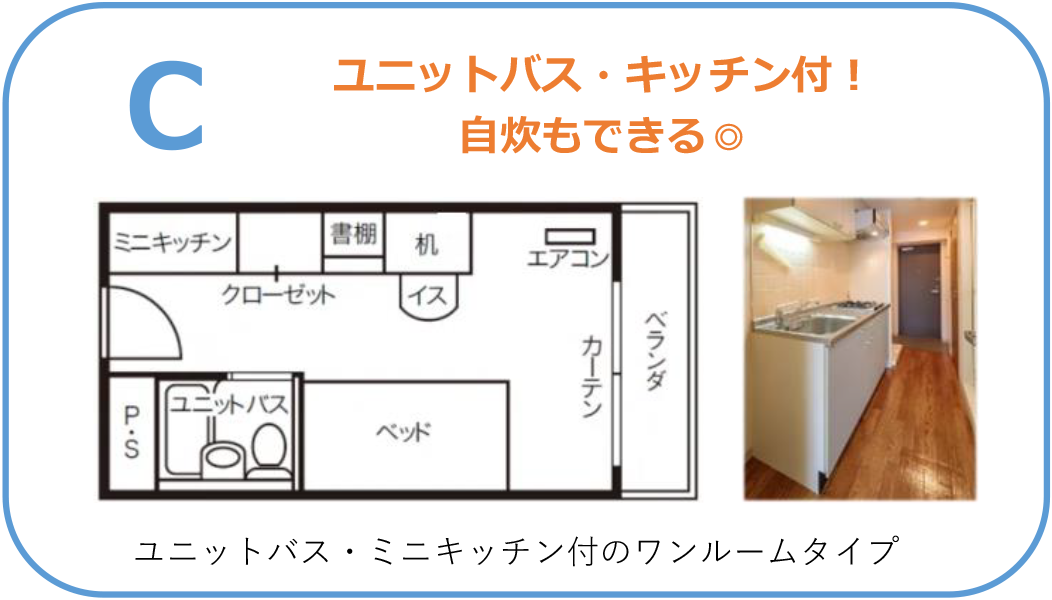 C
ユニットバス・キッチン付！
自炊もできる◎
ミニキッチン
書棚
机
エアコン
クローゼット
イス
ベランダ
カーテン
P・S
ユニットバス
ベッド
ユニットバス・ミニキッチン付のワンルームタイプ